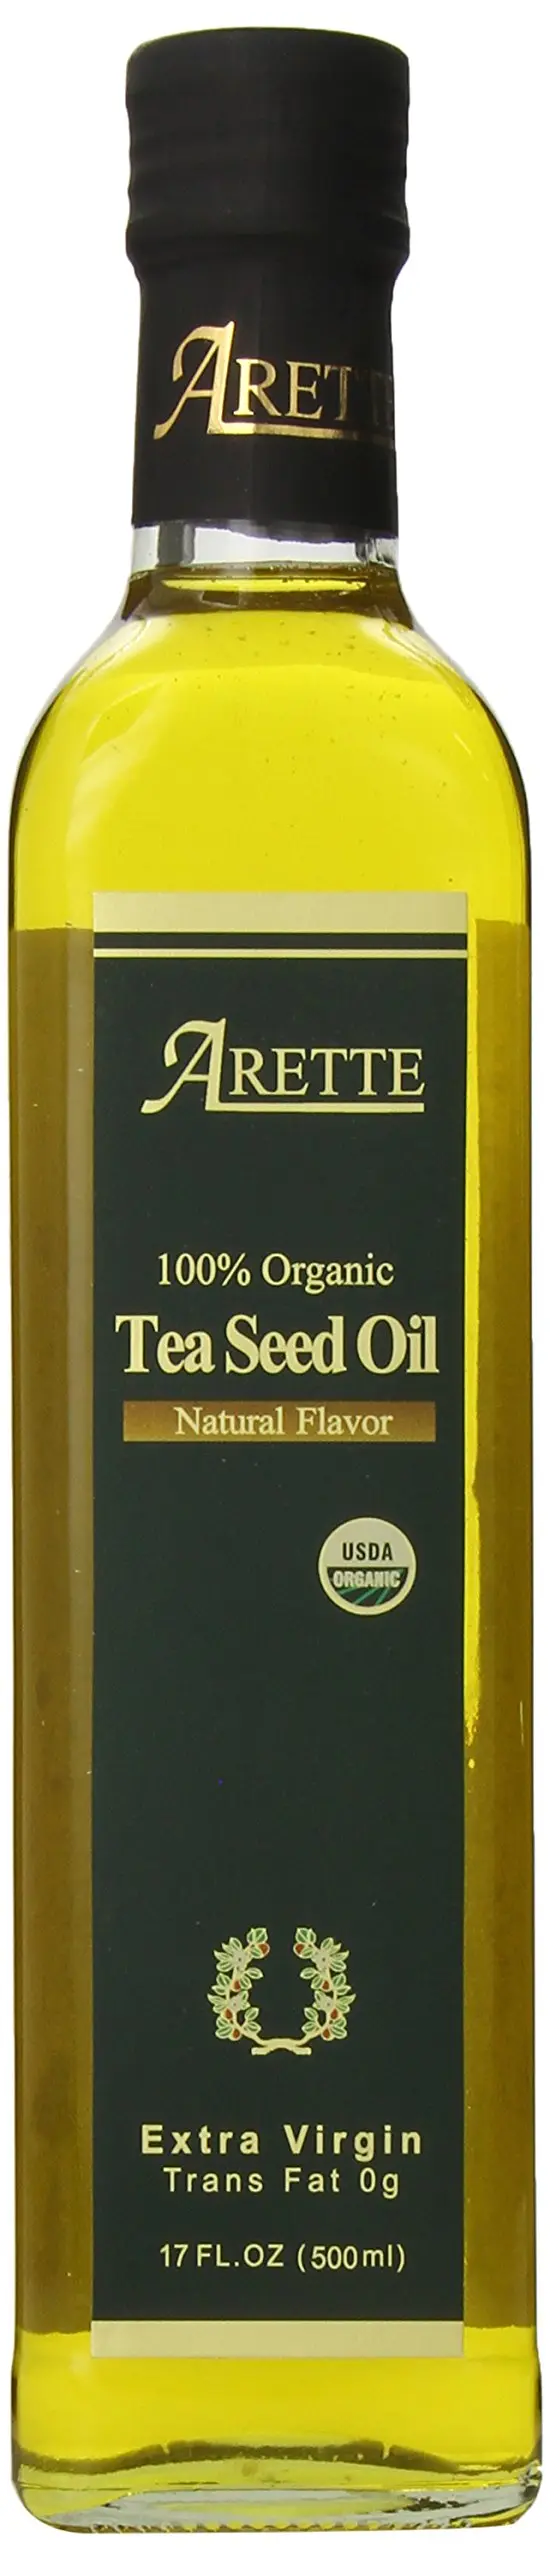 ARETTE
ARETTE
100% Organic
Tea Seed Oil
Natural Flavor
USDA
ORGANIC
Extra Virgin
Trans Fat 0g
17 FL.OZ (500ml)